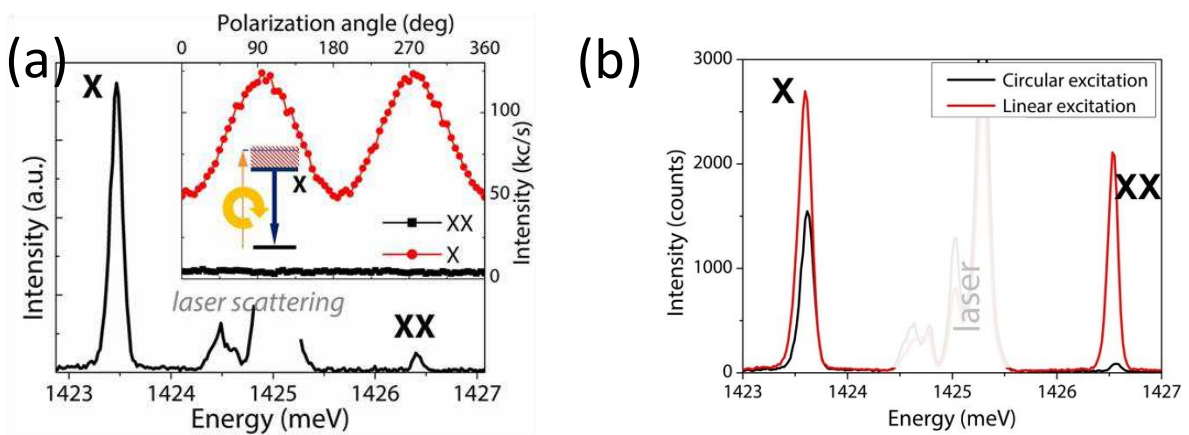 (a)
Polarization angle (deg)
0 90 180 270 360
X
100
50
0
Intensity (kc/s)
X
XX
X
laser scattering
XX
Intensity (a.u.)
1423 1424 1425 1426 1427
Energy (meV)
(b)
3000
2000
1000
0
Intensity (counts)
Circular excitation
Linear excitation
X
XX
laser
1423 1424 1425 1426 1427
Energy (meV)